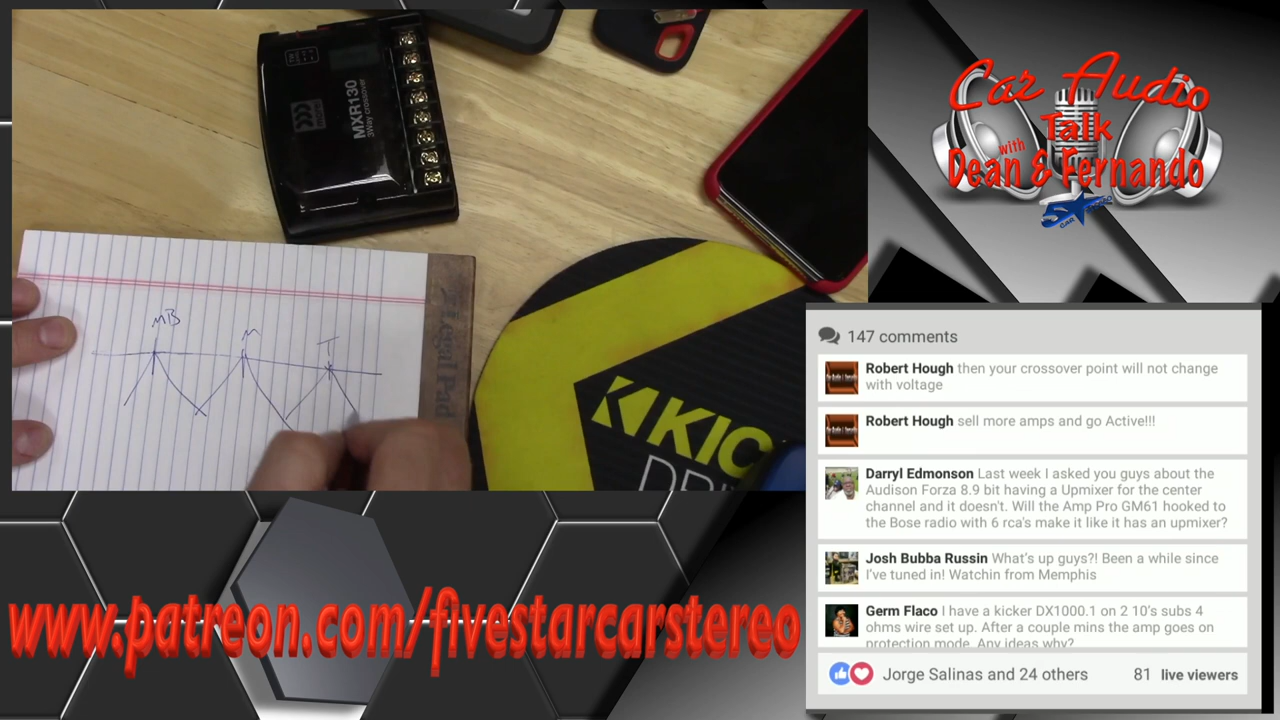 MXR130
3Way crossover
MB
M
T
Legal Pad
KIC
Car Audio
Talk
with
Dean & Fernando
5
147 comments
Robert Hough then your crossover point will not change
with voltage
Robert Hough sell more amps and go Active!!!
Darryl Edmonson Last week I asked you guys about the
Audison Forza 8.9 bit having a Upmixer for the center
channel and it doesn't. Will the Amp Pro GM61 hooked to
the Bose radio with 6 rca's make it like it has an upmixer?
Josh Bubba Russin What's up guys?! Been a while since
I've tuned in! Watchin from Memphis
Germ Flaco I have a kicker DX1000.1 on 2 10's subs 4
ohms wire set up. After a couple mins the amp goes on
protection mode. Any ideas why?
Jorge Salinas and 24 others 81 live viewers
www.patreon.com/fivestarcarstereo